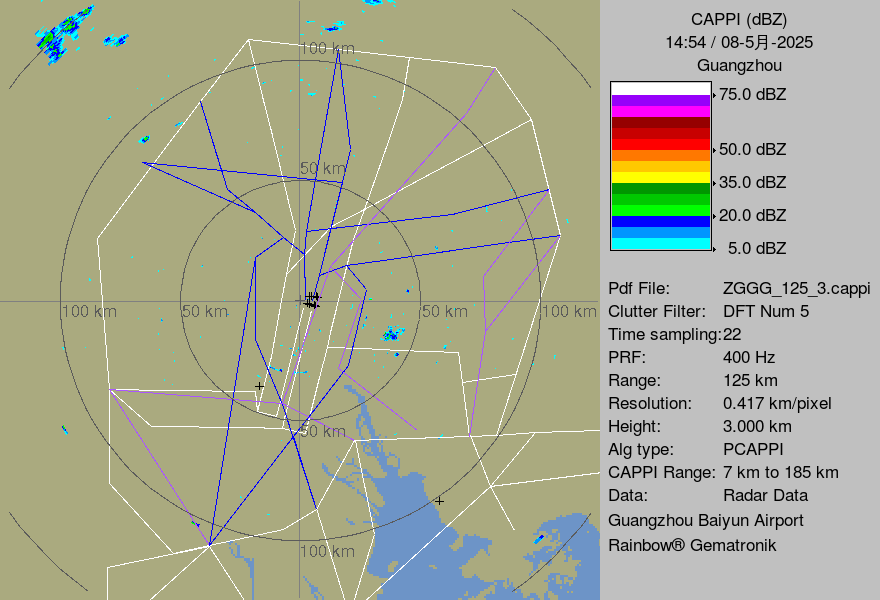 CAPPI (dBZ)
14:54 / 08-5月-2025
Guangzhou
75.0 dBZ
50.0 dBZ
35.0 dBZ
20.0 dBZ
5.0 dBZ
Pdf File: ZGGG_125_3.cappi
Clutter Filter: DFT Num 5
Time sampling:22
PRF: 400 Hz
Range: 125 km
Resolution: 0.417 km/pixel
Height: 3.000 km
Alg type: PCAPPI
CAPPI Range: 7 km to 185 km
Data: Radar Data
Guangzhou Baiyun Airport
Rainbow® Gematronik
100 km
50 km
100 km
50 km
50 km
100 km
50 km
100 km